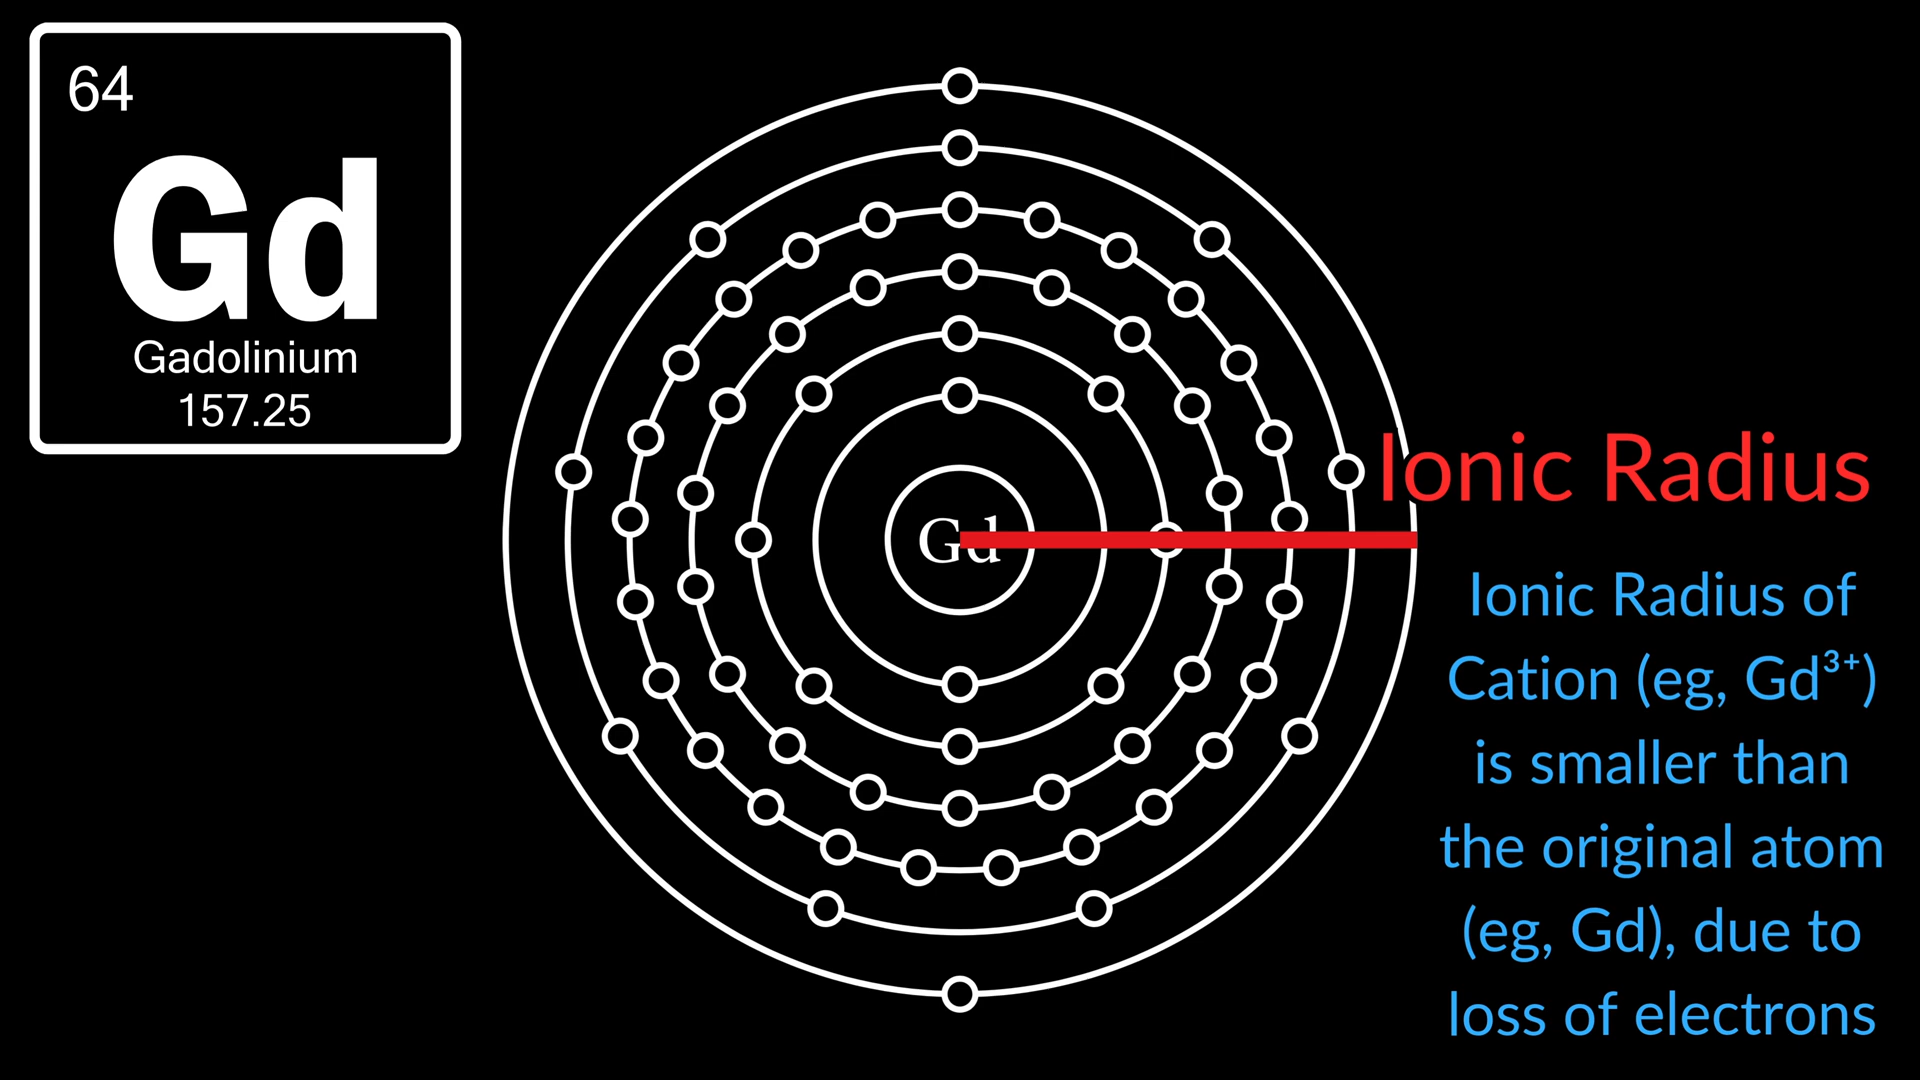 64
Gd
Gadolinium
157.25
Gd
Ionic Radius
Ionic Radius of
Cation (eg, Gd³⁺)
is smaller than
the original atom
(eg, Gd), due to
loss of electrons